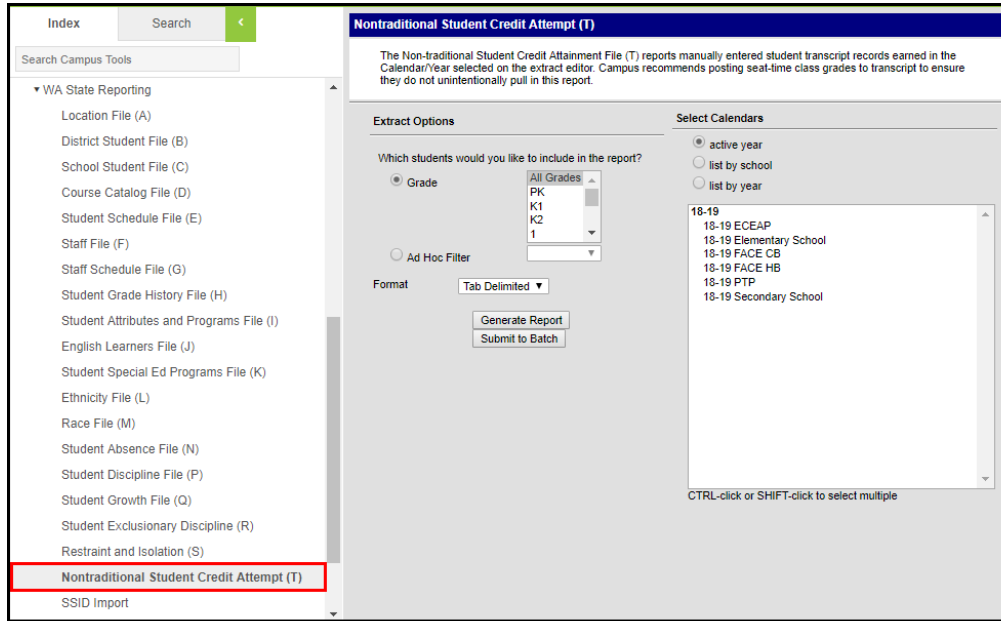 Index
Search
Search Campus Tools
▾ WA State Reporting
Location File (A)
District Student File (B)
School Student File (C)
Course Catalog File (D)
Student Schedule File (E)
Staff File (F)
Staff Schedule File (G)
Student Grade History File (H)
Student Attributes and Programs File (I)
English Learners File (J)
Student Special Ed Programs File (K)
Ethnicity File (L)
Race File (M)
Student Absence File (N)
Student Discipline File (P)
Student Growth File (Q)
Student Exclusionary Discipline (R)
Restraint and Isolation (S)
Nontraditional Student Credit Attempt (T)
SSID Import
Nontraditional Student Credit Attempt (T)
The Non-traditional Student Credit Attainment File (T) reports manually entered student transcript records earned in the
Calendar/Year selected on the extract editor. Campus recommends posting seat-time class grades to transcript to ensure
they do not unintentionally pull in this report.
Extract Options
Which students would you like to include in the report?
Grade
All Grades
PK
K1
K2
1
Ad Hoc Filter
Format
Tab Delimited ▼
Generate Report
Submit to Batch
Select Calendars
active year
list by school
list by year
18-19
18-19 ECEAP
18-19 Elementary School
18-19 FACE CB
18-19 FACE HB
18-19 PTP
18-19 Secondary School
CTRL-click or SHIFT-click to select multiple